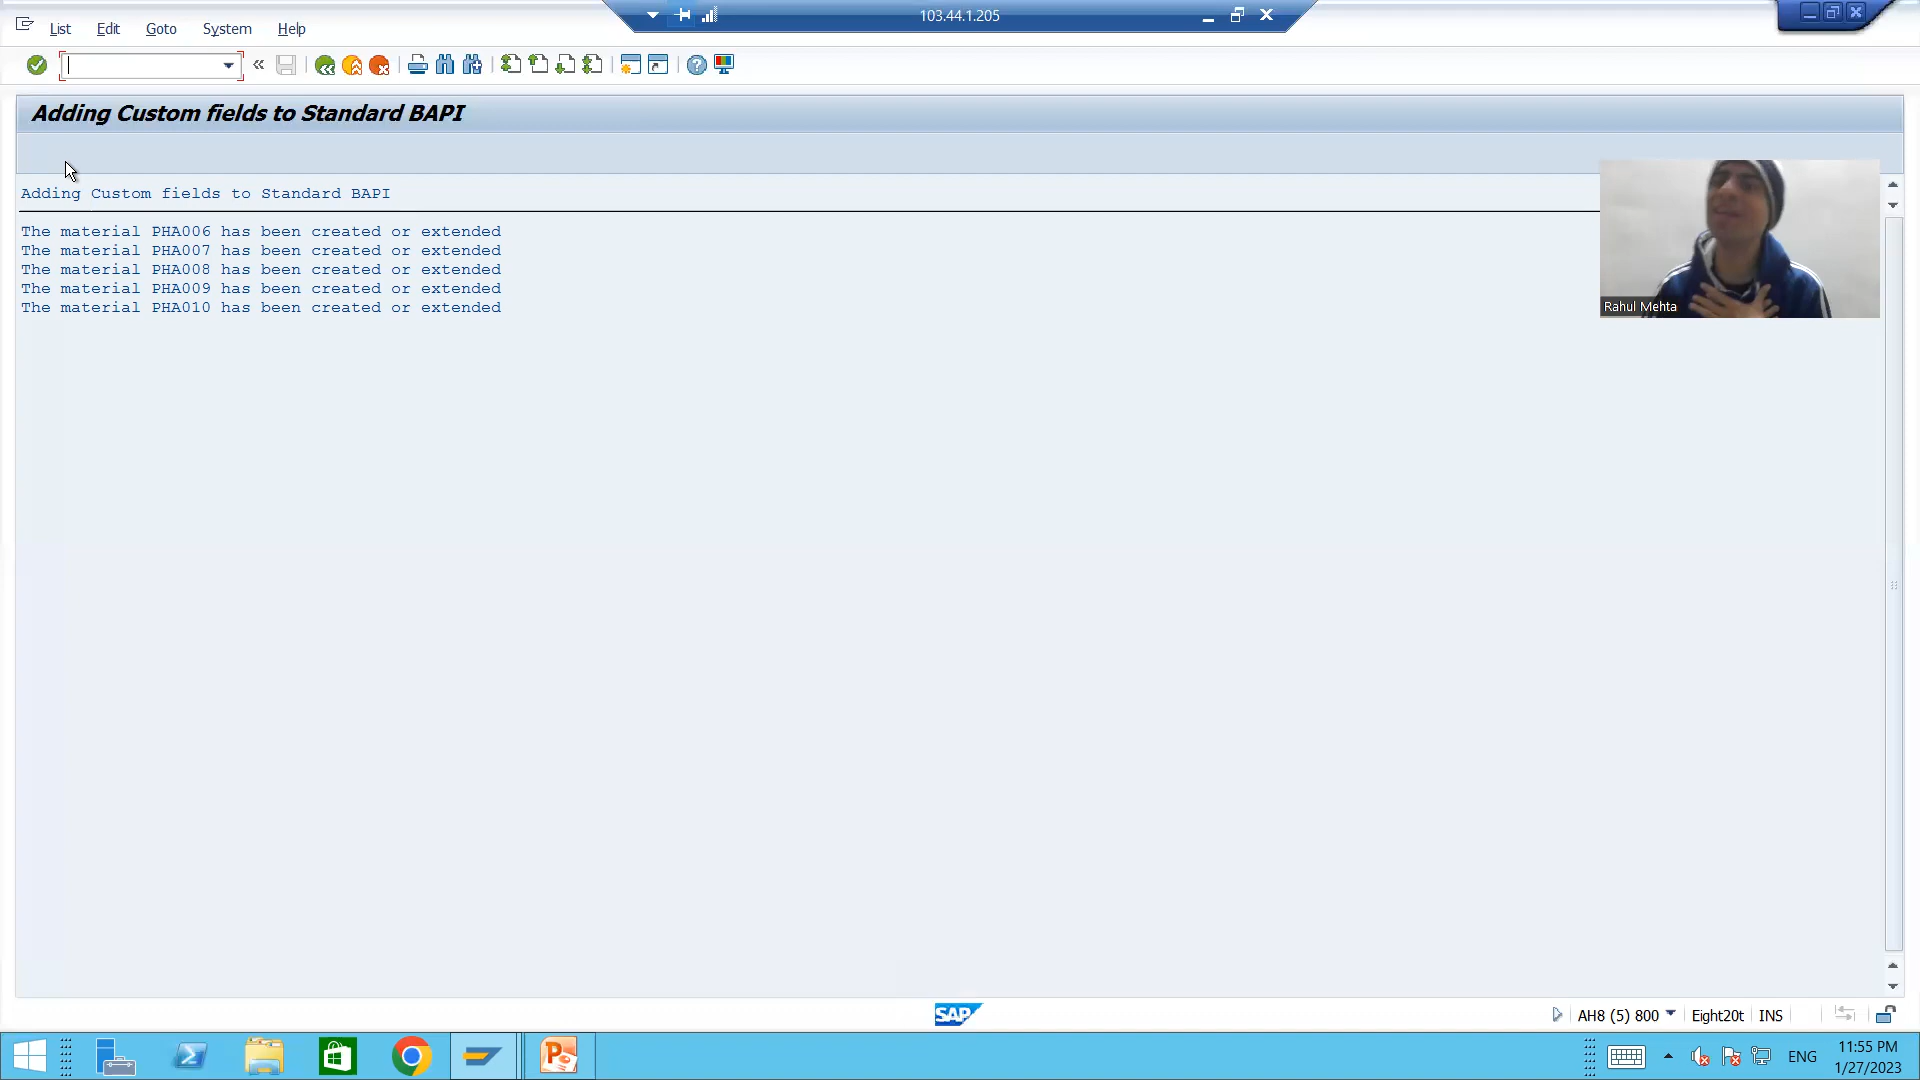 103.44.1.205
List Edit Goto System Help
Adding Custom fields to Standard BAPI
Adding Custom fields to Standard BAPI
The material PHA006 has been created or extended
The material PHA007 has been created or extended
The material PHA008 has been created or extended
The material PHA009 has been created or extended
The material PHA010 has been created or extended
Rahul Mehta
SAP
AH8 (5) 800 Eight20t INS
ENG
11:55 PM
1/27/2023